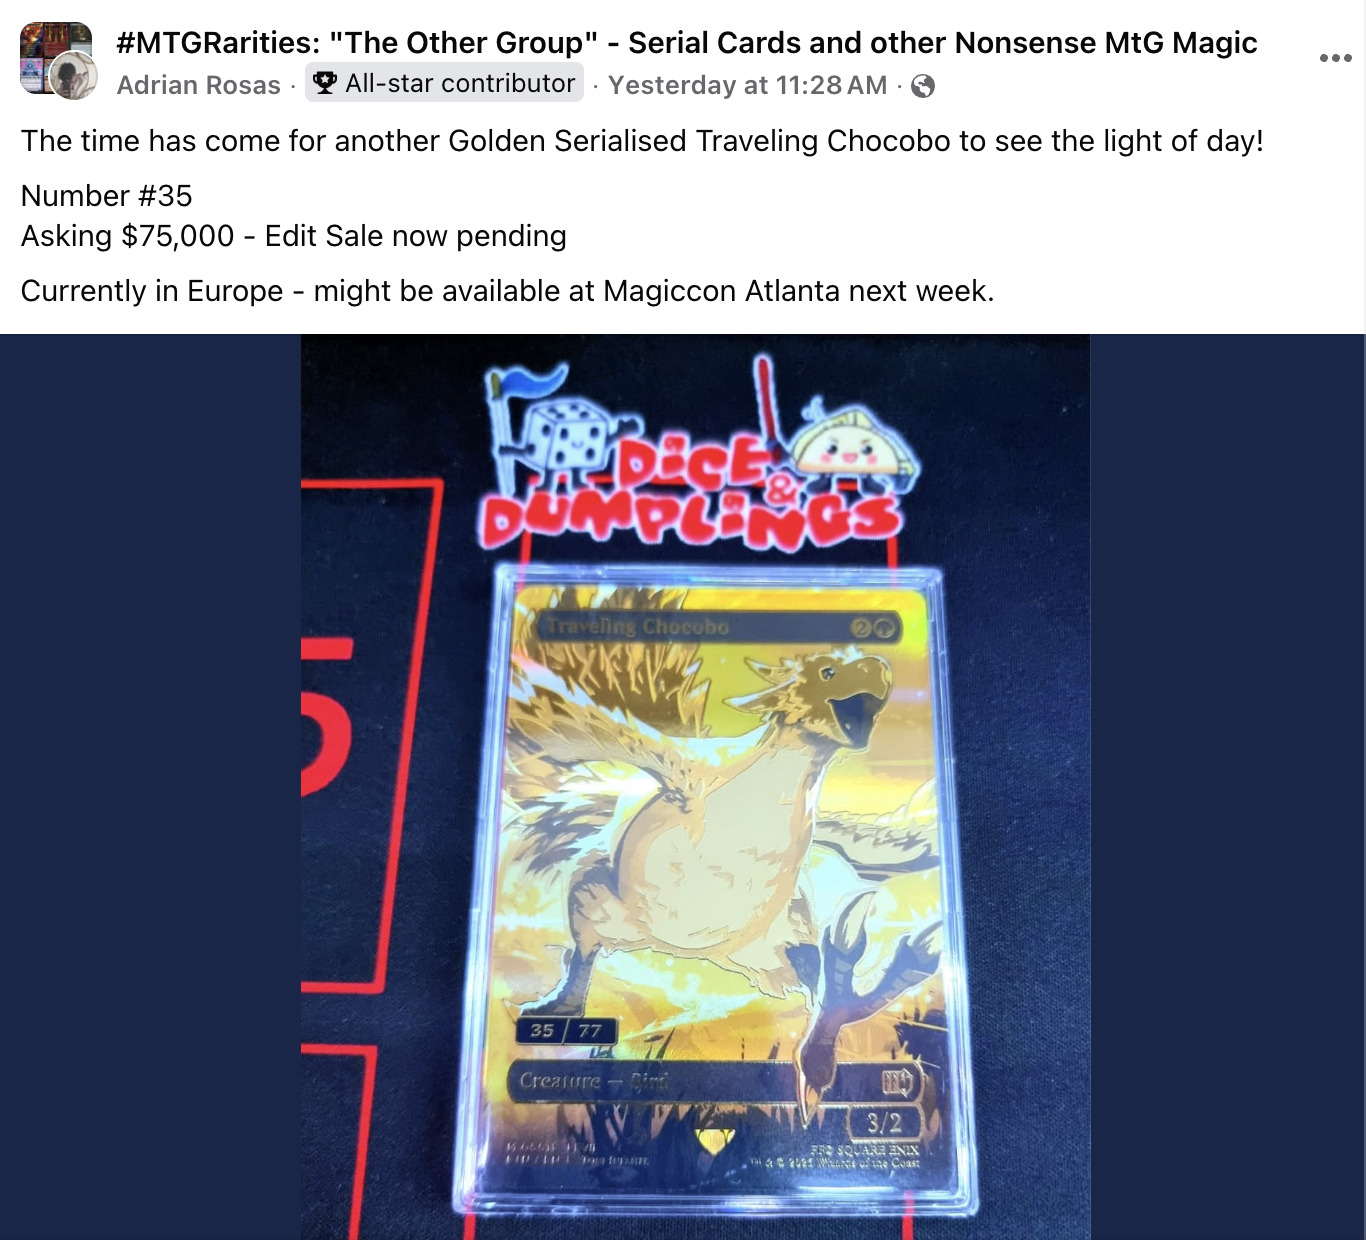 #MTGRarities: "The Other Group" - Serial Cards and other Nonsense MtG Magic
Adrian Rosas · All-star contributor · Yesterday at 11:28 AM ·
The time has come for another Golden Serialised Traveling Chocobo to see the light of day!
Number #35
Asking $75,000 - Edit Sale now pending
Currently in Europe - might be available at Magiccon Atlanta next week.
DICE
&
DUMPLINGS
Traveling Chocobo 2
5
35 / 77
Creature — Bird
3/2
SQUARE ENIX
™ & © 2025 Wizards of the Coast